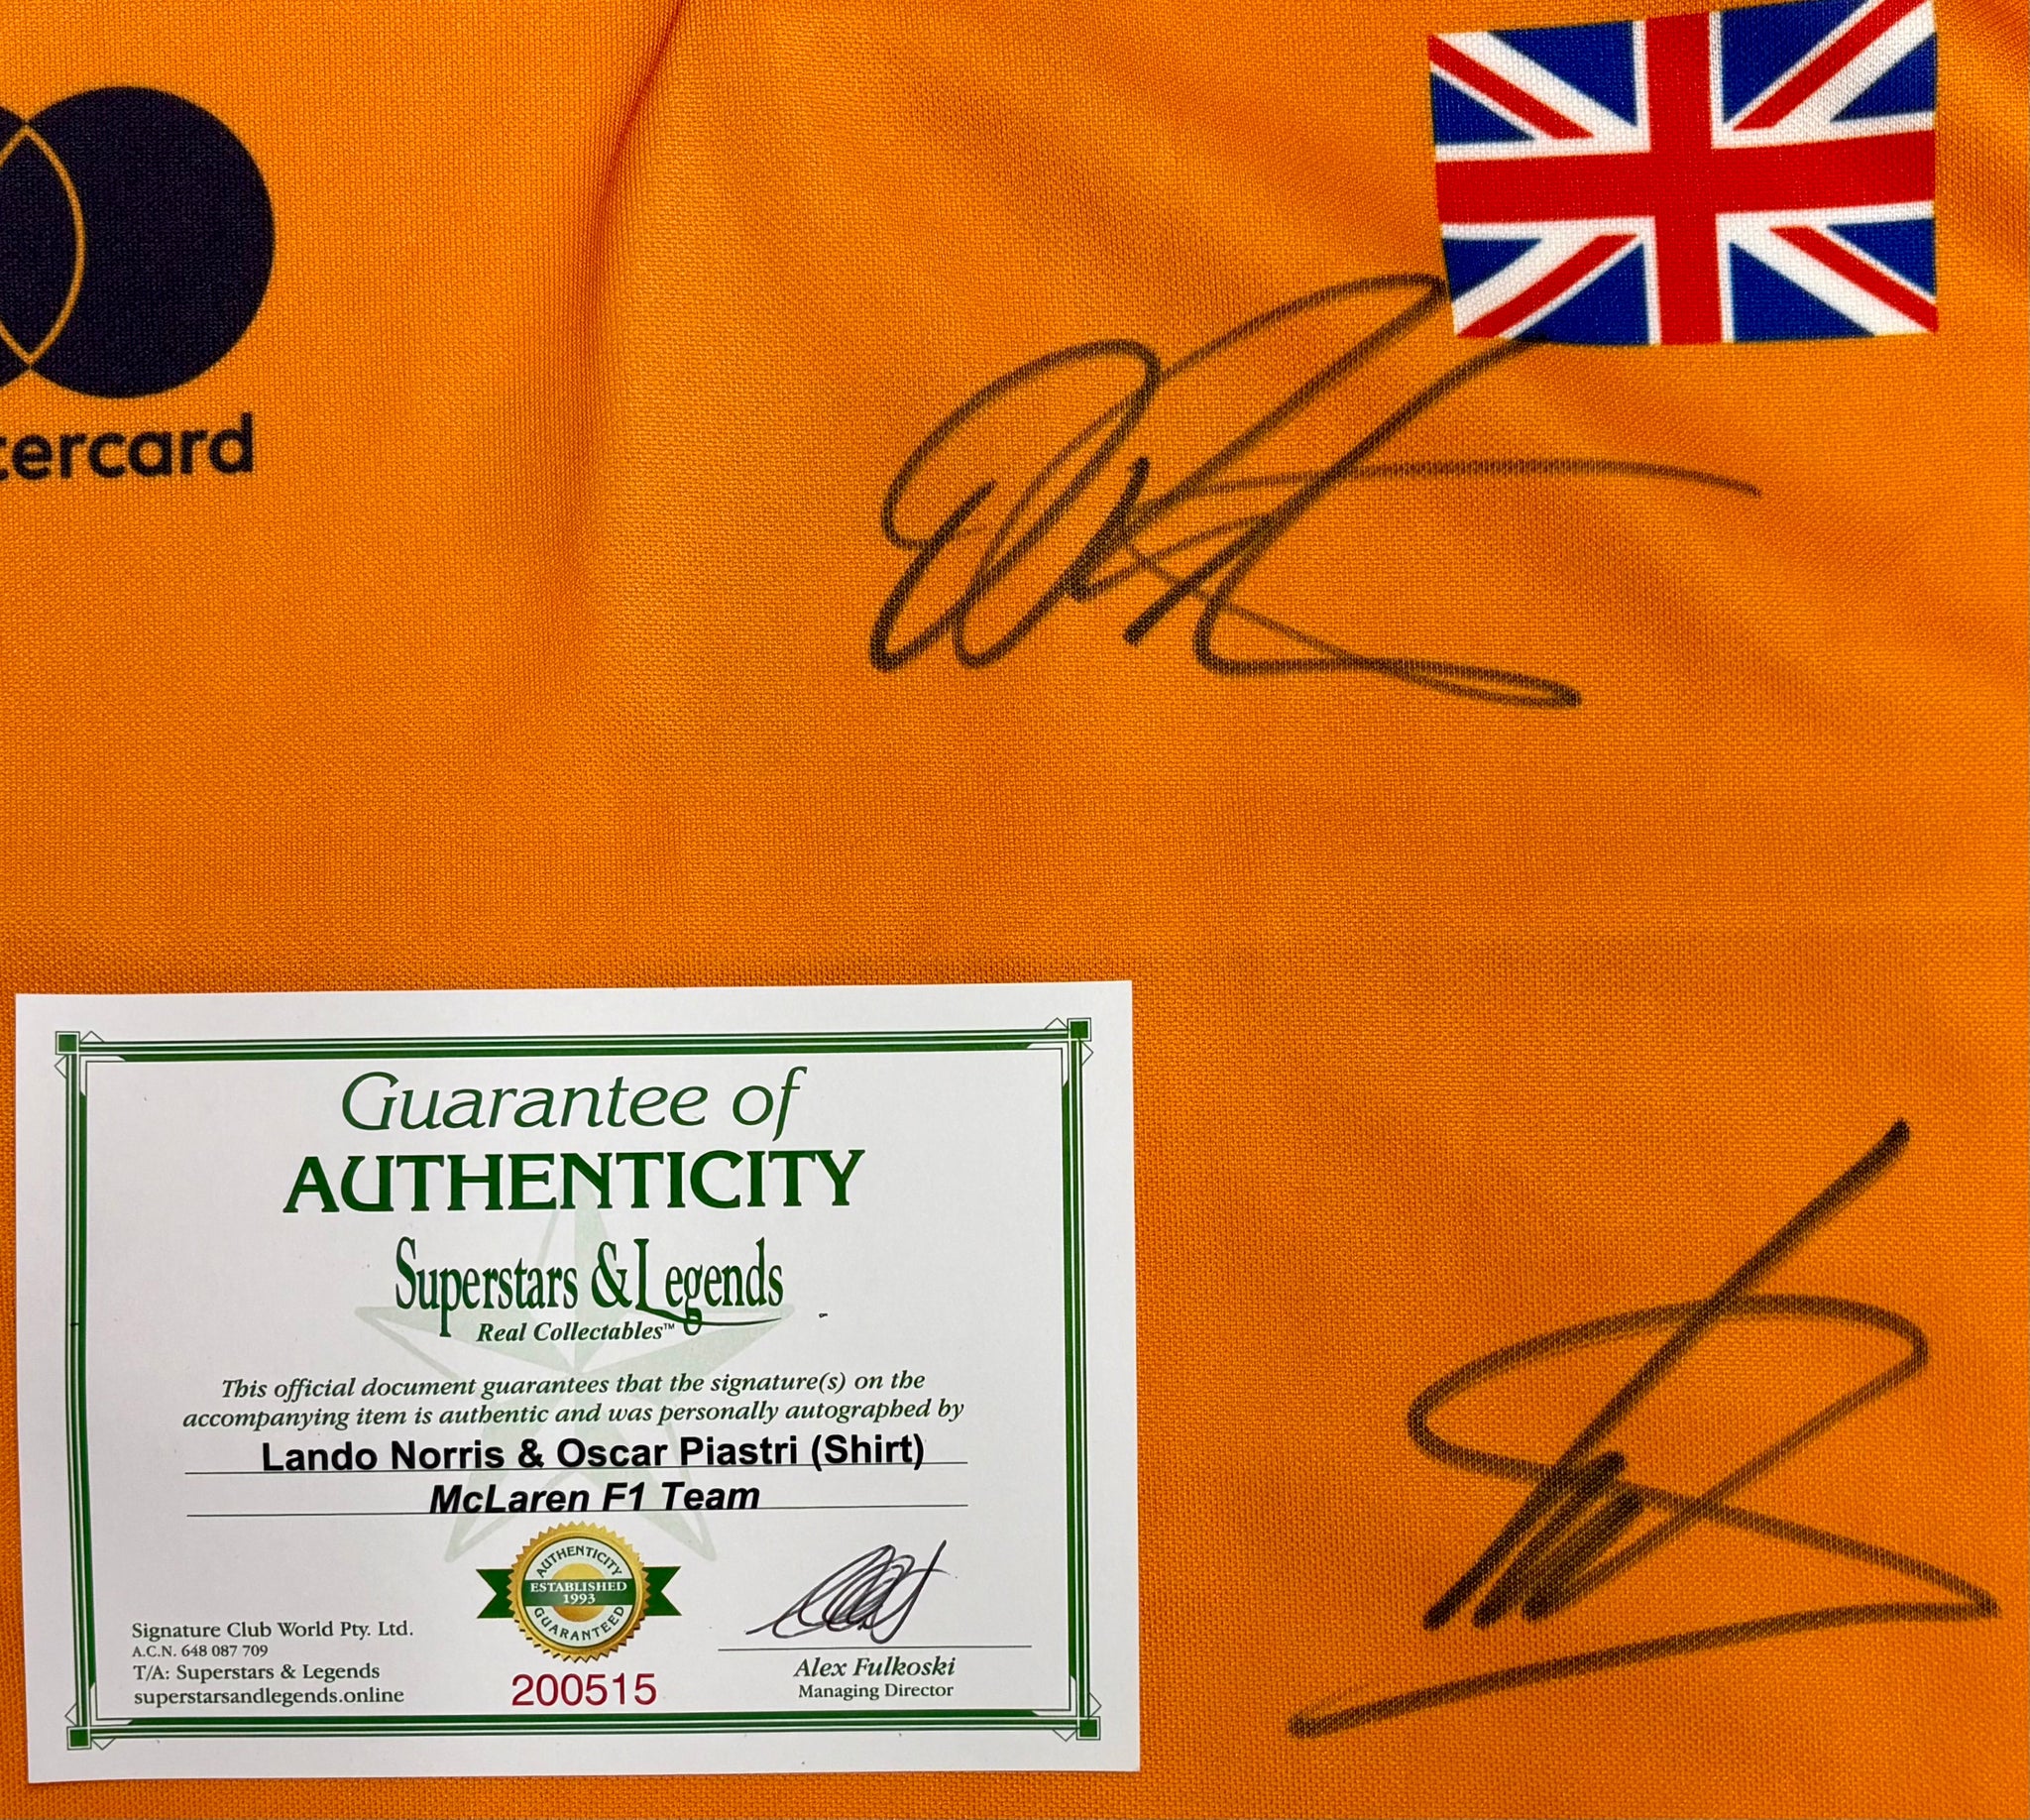 tercard
Guarantee of
AUTHENTICITY
Superstars & Legends
Real Collectables™
This official document guarantees that the signature(s) on the
accompanying item is authentic and was personally autographed by
Lando Norris & Oscar Piastri (Shirt)
McLaren F1 Team
AUTHENTICITY
ESTABLISHED
1993
GUARANTEED
Signature Club World Pty. Ltd.
A.C.N. 648 087 709
T/A: Superstars & Legends
superstarsandlegends.online
200515
Alex Fulkoski
Managing Director